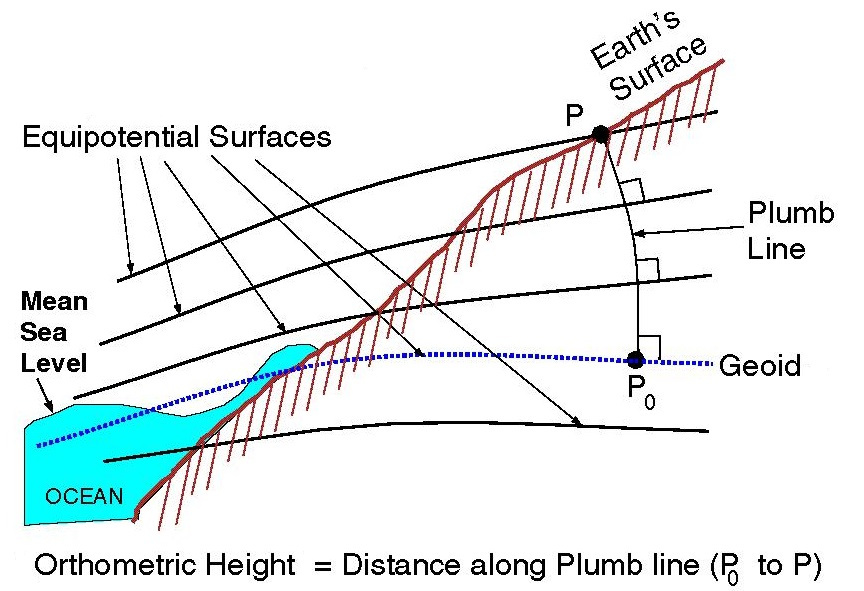 Earth's
Surface
P
Equipotential Surfaces
Plumb
Line
Mean
Sea
Level
Geoid
P0
OCEAN
Orthometric Height = Distance along Plumb line (P0 to P)